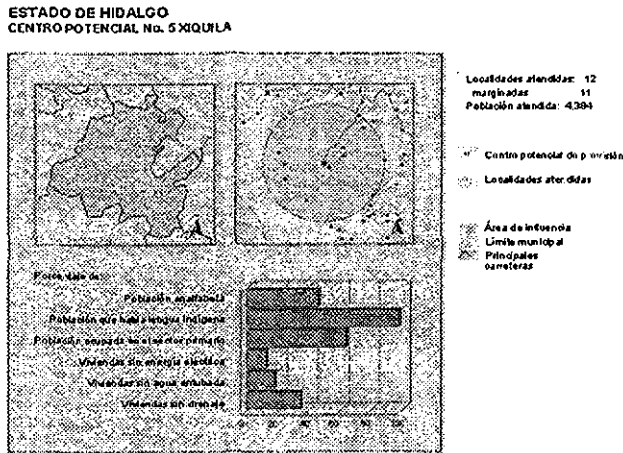 ESTADO DE HIDALGO
CENTRO POTENCIAL No. 5 XIQUILA
Localidades atendidas: 12
marginadas 11
Población atendida: 4,384
Centro potencial de provisión
Localidades atendidas
Área de influencia
Límite municipal
Principales
carreteras
Porcentaje de:
Población analfabeta
Población que habla lengua indígena
Población ocupada en el sector primario
Viviendas sin energía eléctrica
Viviendas sin agua entubada
Viviendas sin drenaje
0 20 40 60 80 100